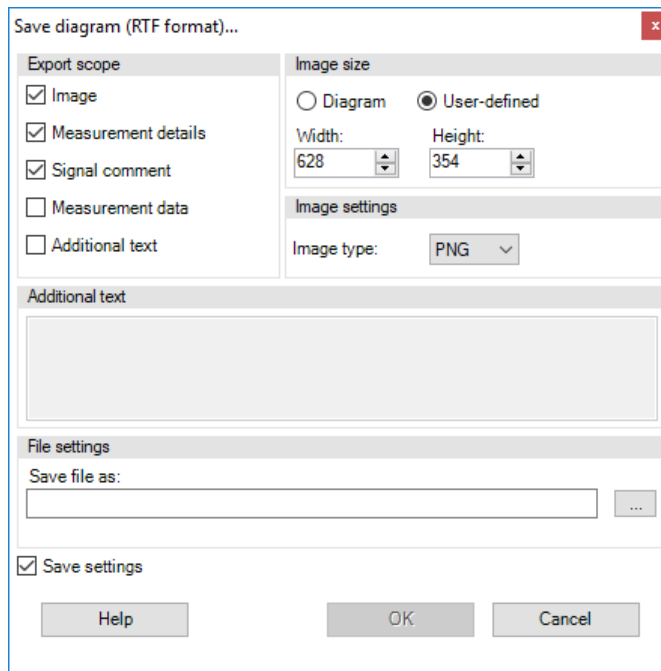 Save diagram (RTF format)...
x
Export scope
Image
Measurement details
Signal comment
Measurement data
Additional text
Image size
Diagram
User-defined
Width:
Height:
628
354
Image settings
Image type:
PNG
Additional text
File settings
Save file as:
...
Save settings
Help
OK
Cancel